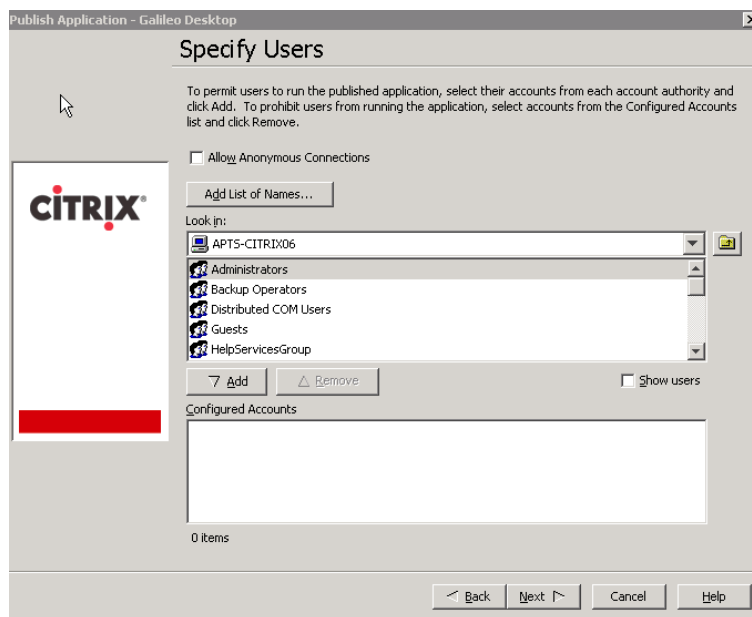 Publish Application - Galileo Desktop
Specify Users
To permit users to run the published application, select their accounts from each account authority and
click Add. To prohibit users from running the application, select accounts from the Configured Accounts
list and click Remove.
Allow Anonymous Connections
CITRIX®
Add List of Names...
Look in:
APTS-CITRIX06
Administrators
Backup Operators
Distributed COM Users
Guests
HelpServicesGroup
Add
Remove
Show users
Configured Accounts
0 items
Back
Next
Cancel
Help